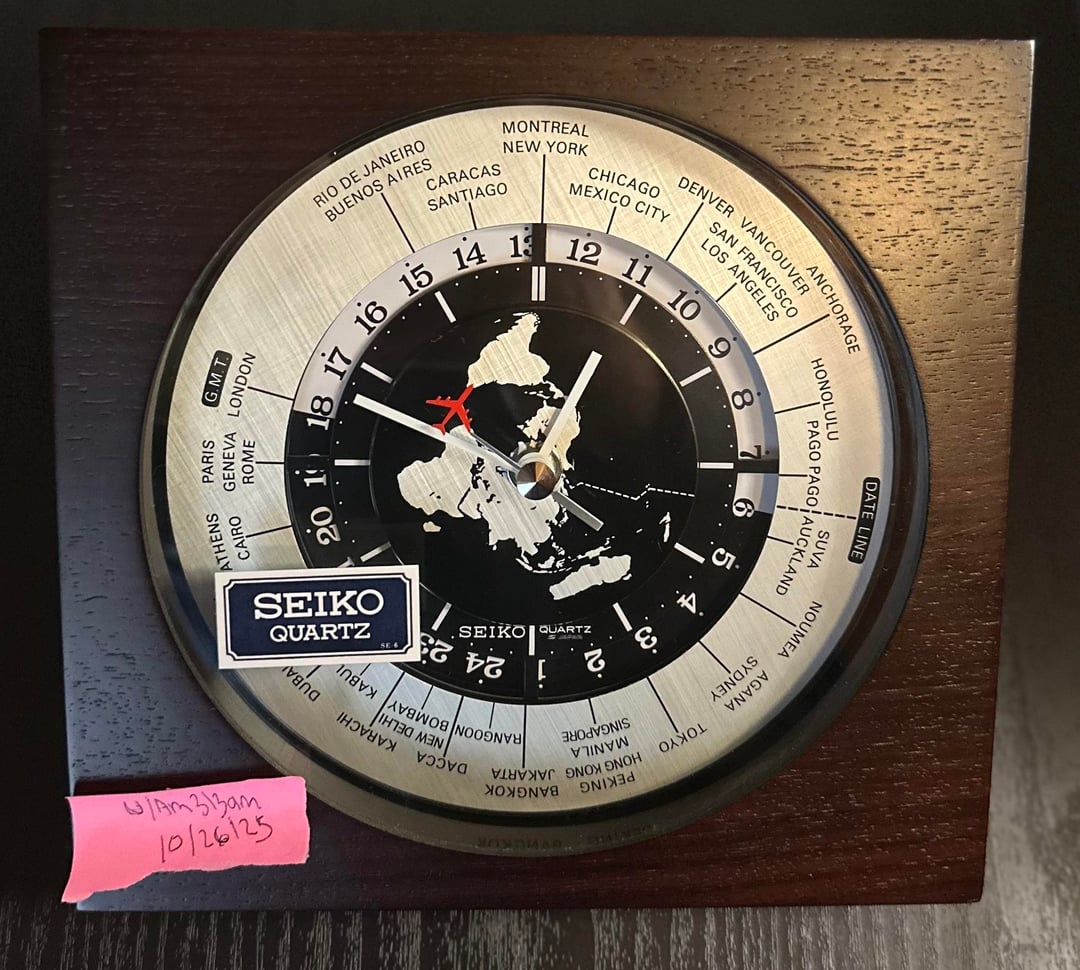 MONTREAL
NEW YORK
CHICAGO
MEXICO CITY
DENVER
VANCOUVER
SAN FRANCISCO
LOS ANGELES
ANCHORAGE
HONOLULU
PAGO PAGO
DATE LINE
SUVA
AUCKLAND
NOUMEA
AGANA
SYDNEY
TOKYO
SINGAPORE
MANILA
HONG KONG
PEKING
JAKARTA
BANGKOK
RANGOON
DACCA
BOMBAY
NEW DELHI
KARACHI
KABUL
DUBAI
ATHENS
CAIRO
PARIS
GENEVA
ROME
G.M.T.
LONDON
RIO DE JANEIRO
BUENOS AIRES
CARACAS
SANTIAGO
13
12
11
10
9
8
7
6
5
4
3
2
1
24
23
20
18
17
16
15
14
SEIKO QUARTZ
JAPAN
SEIKO
QUARTZ
SE-6
10/26/25